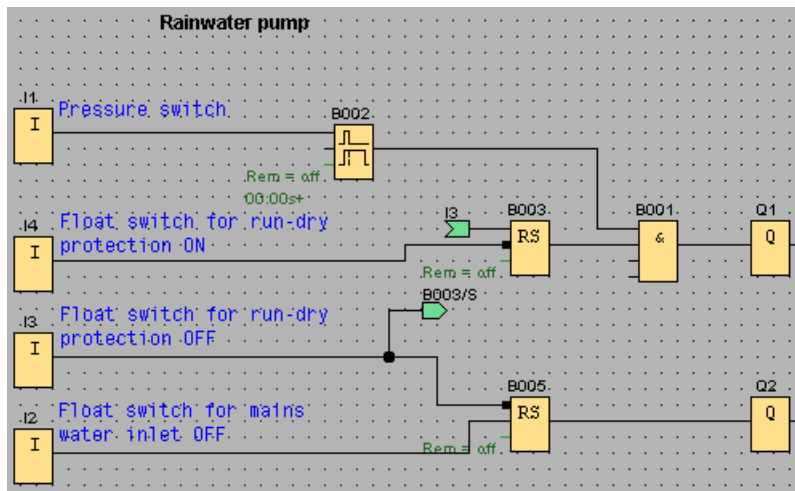 Rainwater pump
I1
Pressure switch
I
B002
Rem = off
00:00s+
I4
Float switch for run-dry
protection ON
I
I3
B003
RS
Rem = off
B001
&
Q1
Q
B003/S
I3
Float switch for run-dry
protection OFF
I
I2
Float switch for mains
water inlet OFF
I
B005
RS
Rem = off
Q2
Q